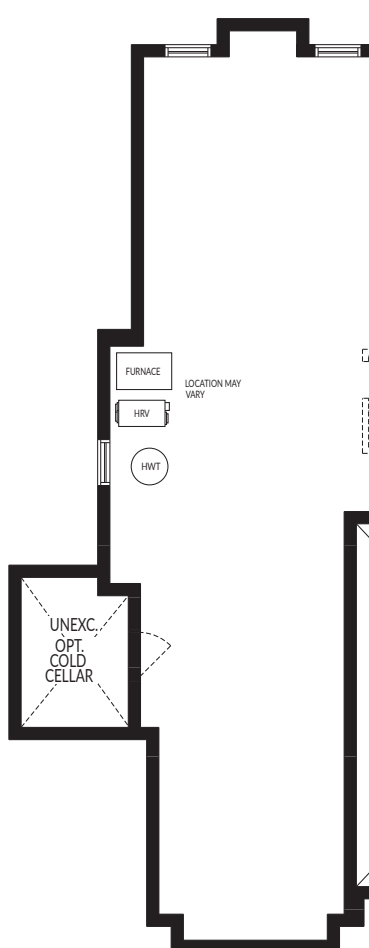 FURNACE
LOCATION MAY
VARY
HRV
HWT
UNEXC.
OPT.
COLD
CELLAR